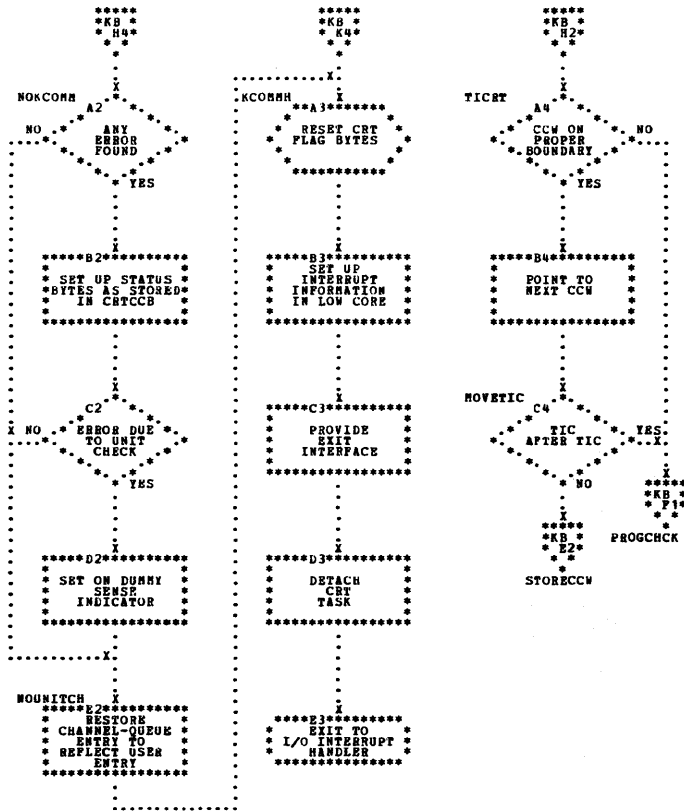 KB
H4
NOKCOMM
A2
ANY
ERROR
FOUND
NO
YES
B2
SET UP STATUS
BYTES AS STORED
IN CRTCCB
C2
ERROR DUE
TO UNIT
CHECK
NO
YES
D2
SET ON DUMMY
SENSE
INDICATOR
NOUNITCH
E2
RESTORE
CHANNEL-QUEUE
ENTRY TO
REFLECT USER
ENTRY
KB
K4
KCOMMH
A3
RESET CRT
FLAG BYTES
B3
SET UP
INTERRUPT
INFORMATION
IN LOW CORE
C3
PROVIDE
EXIT
INTERFACE
D3
DETACH
CRT
TASK
E3
EXIT TO
I/O INTERRUPT
HANDLER
KB
H2
TICRT
A4
CCW ON
PROPER
BOUNDARY
NO
YES
B4
POINT TO
NEXT CCW
MOVETIC
C4
TIC
AFTER TIC
YES
NO
KB
F1
PROGCHCK
KB
E2
STORECCW